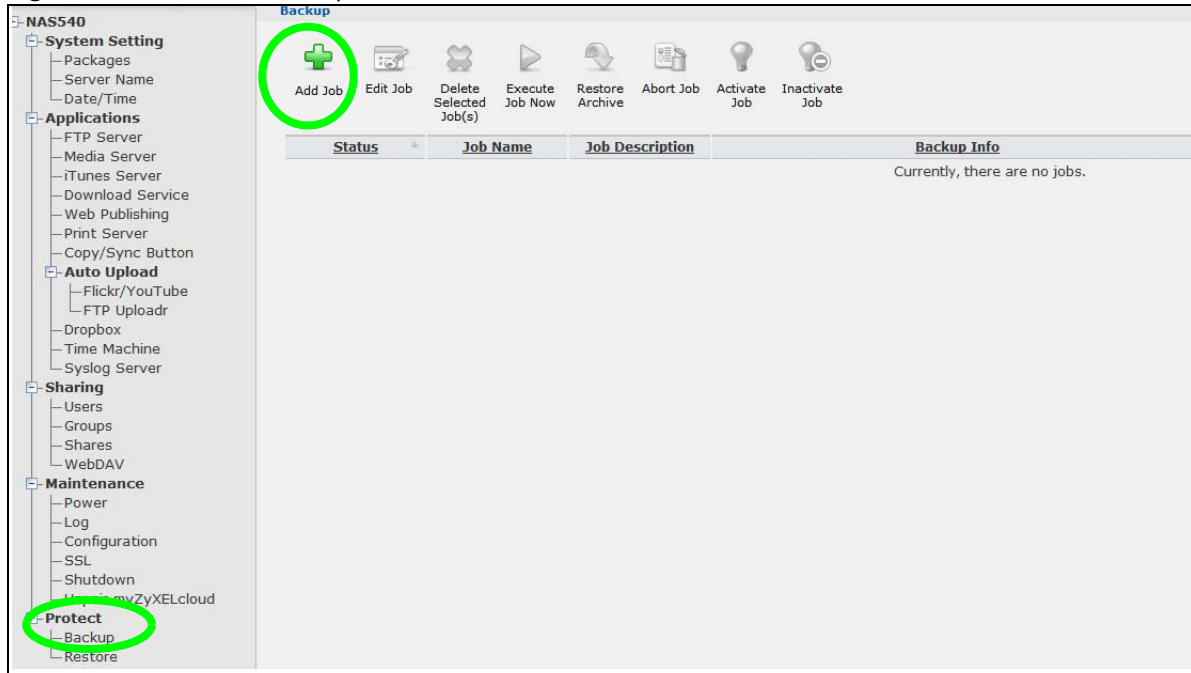 NAS540
System Setting
Packages
Server Name
Date/Time
Applications
FTP Server
Media Server
iTunes Server
Download Service
Web Publishing
Print Server
Copy/Sync Button
Auto Upload
Flickr/YouTube
FTP Uploadr
Dropbox
Time Machine
Syslog Server
Sharing
Users
Groups
Shares
WebDAV
Maintenance
Power
Log
Configuration
SSL
Shutdown
myZyXELcloud
Protect
Backup
Restore
Backup
Add Job
Edit Job
Delete
Selected
Job(s)
Execute
Job Now
Restore
Archive
Abort Job
Activate
Job
Inactivate
Job
Status Job Name Job Description Backup Info
Currently, there are no jobs.